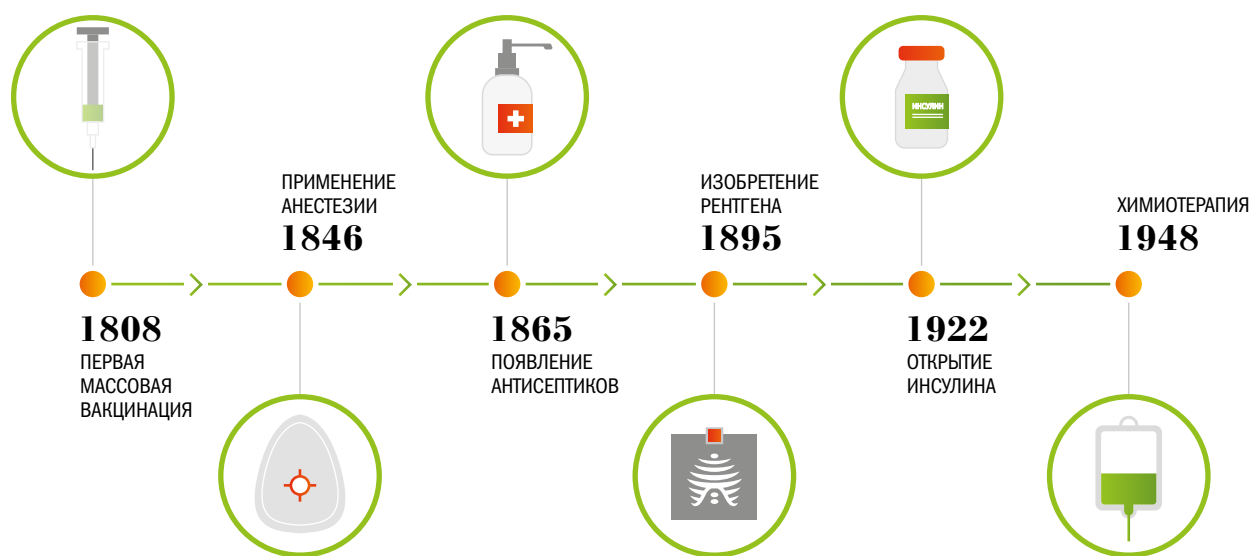 1808
ПЕРВАЯ
МАССОВАЯ
ВАКЦИНАЦИЯ
ПРИМЕНЕНИЕ
АНЕСТЕЗИИ
1846
1865
ПОЯВЛЕНИЕ
АНТИСЕПТИКОВ
ИЗОБРЕТЕНИЕ
РЕНТГЕНА
1895
ИНСУЛИН
1922
ОТКРЫТИЕ
ИНСУЛИНА
ХИМИОТЕРАПИЯ
1948